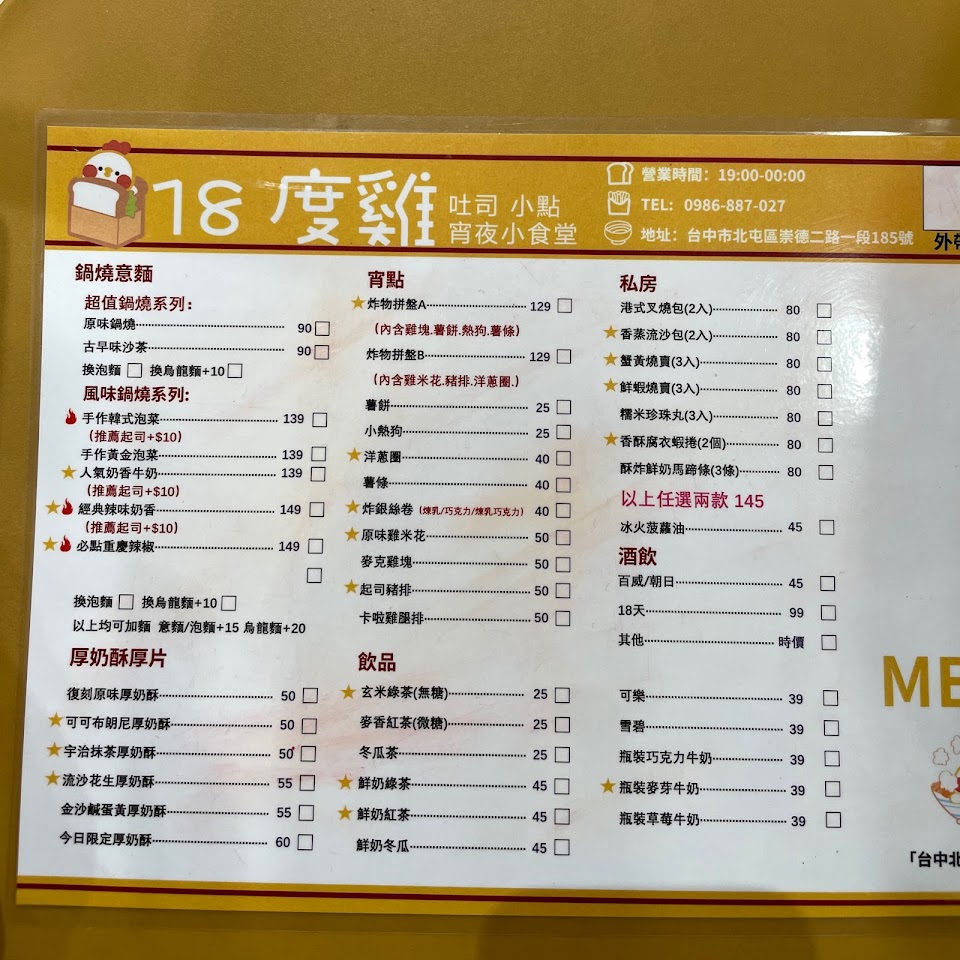 18 度雞
吐司 小點
宵夜小食堂
營業時間: 19:00-00:00
TEL: 0986-887-027
地址: 台中市北屯區崇德二路一段185號
外帶
鍋燒意麵
超值鍋燒系列:
原味鍋燒 90
古早味沙茶 90
換泡麵 換烏龍麵+10
風味鍋燒系列:
手作韓式泡菜 139
(推薦起司+$10)
手作黃金泡菜 139
人氣奶香牛奶 139
(推薦起司+$10)
經典辣味奶香 149
(推薦起司+$10)
必點重慶辣椒 149
換泡麵 換烏龍麵+10
以上均可加麵 意麵/泡麵+15 烏龍麵+20
厚奶酥厚片
復刻原味厚奶酥 50
可可布朗尼厚奶酥 50
宇治抹茶厚奶酥 50
流沙花生厚奶酥 55
金沙鹹蛋黃厚奶酥 55
今日限定厚奶酥 60
宵點
炸物拼盤A 129
(內含雞塊.薯餅.熱狗.薯條)
炸物拼盤B 129
(內含雞米花.豬排.洋蔥圈.)
薯餅 25
小熱狗 25
洋蔥圈 40
薯條 40
炸銀絲卷 (煉乳/巧克力/煉乳巧克力) 40
原味雞米花 50
麥克雞塊 50
起司豬排 50
卡啦雞腿排 50
飲品
玄米綠茶(無糖) 25
麥香紅茶(微糖) 25
冬瓜茶 25
鮮奶綠茶 45
鮮奶紅茶 45
鮮奶冬瓜 45
私房
港式叉燒包(2入) 80
香蒸流沙包(2入) 80
蟹黃燒賣(3入) 80
鮮蝦燒賣(3入) 80
糯米珍珠丸(3入) 80
香酥腐衣蝦捲(2個) 80
酥炸鮮奶馬蹄條(3條) 80
以上任選兩款 145
冰火菠蘿油 45
酒飲
百威/朝日 45
18天 99
其他 時價
可樂 39
雪碧 39
瓶裝巧克力牛奶 39
瓶裝麥芽牛奶 39
瓶裝草莓牛奶 39
ME
「台中北